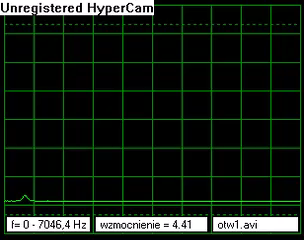 Unregistered HyperCam
f= 0 - 7046,4 Hz
wzmocnienie = 4.41
otw1.avi